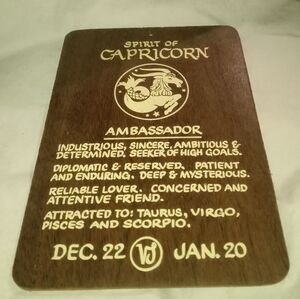 SPIRIT OF
CAPRICORN
AMBASSADOR
INDUSTRIOUS, SINCERE, AMBITIOUS &
DETERMINED. SEEKER OF HIGH GOALS.
DIPLOMATIC & RESERVED. PATIENT
AND ENDURING. DEEP & MYSTERIOUS.
RELIABLE LOVER. CONCERNED AND
ATTENTIVE FRIEND.
ATTRACTED TO: TAURUS, VIRGO,
PISCES AND SCORPIO.
DEC. 22 JAN. 20